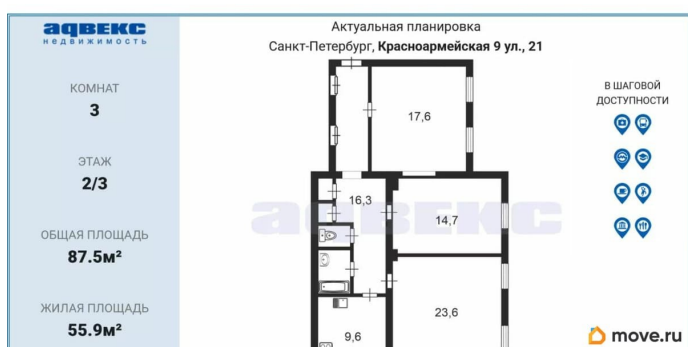 адвекс
недвижимость
КОМНАТ
3
ЭТАЖ
2/3
ОБЩАЯ ПЛОЩАДЬ
87.5м²
ЖИЛАЯ ПЛОЩАДЬ
55.9м²
Актуальная планировка
Санкт-Петербург, Красноармейская 9 ул., 21
17,6
16,3
14,7
адвекс
23,6
9,6
В ШАГОВОЙ
ДОСТУПНОСТИ
move.ru